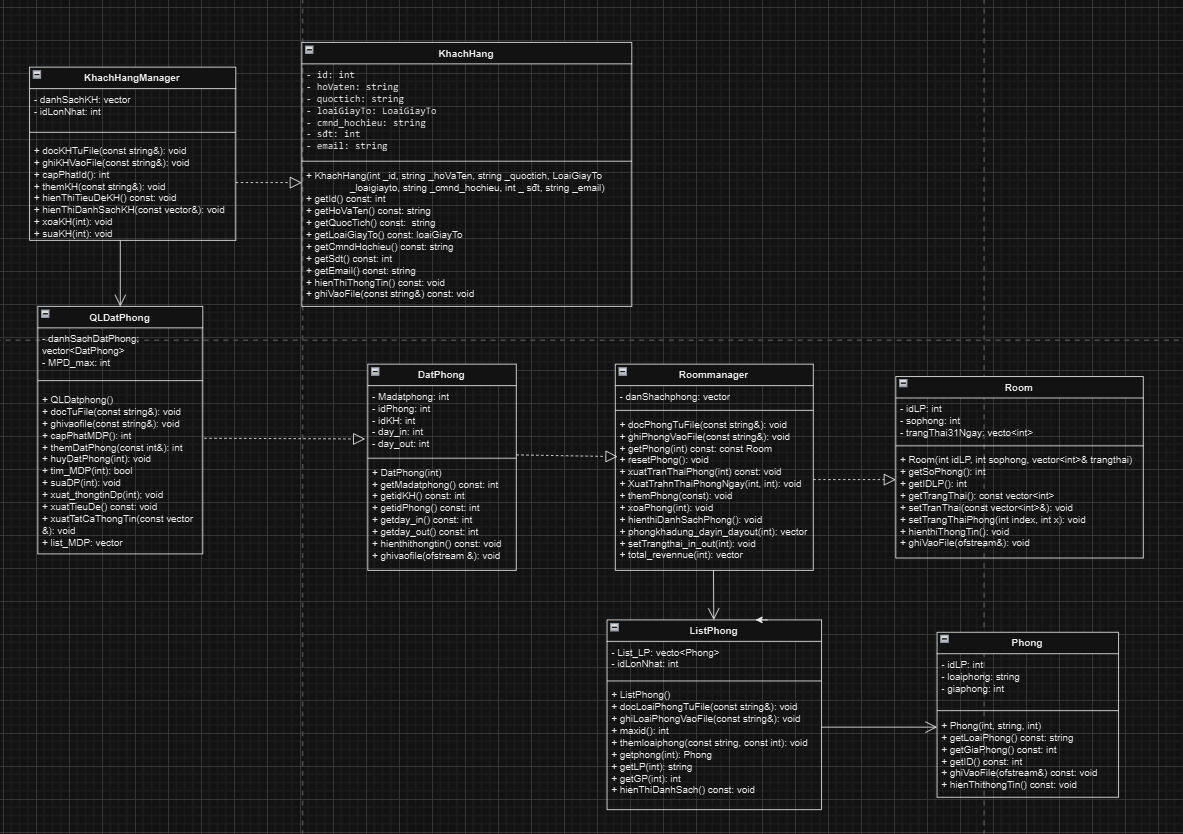 KhachHangManager
- danhSachKH: vector
- idLonNhat: int
+ docKHTuFile(const string&): void
+ ghiKHVaoFile(const string&): void
+ capPhatId(): int
+ themKH(const string&): void
+ hienThiTieuDeKH() const: void
+ hienThiDanhSachKH(const vector&): void
+ xoaKH(int): void
+ suaKH(int): void
KhachHang
- id: int
- hoVaten: string
- quoctich: string
- loaiGiayTo: LoaiGiayTo
- cmnd_hochieu: string
- sđt: int
- email: string
+ KhachHang(int _id, string _hoVaTen, string _quoctich, LoaiGiayTo
_loaigiayto, string _cmnd_hochieu, int _ sđt, string _email)
+ getId() const: int
+ getHoVaTen() const: string
+ getQuocTich() const:  string
+ getLoaiGiayTo() const: loaiGiayTo
+ getCmndHochieu() const: string
+ getSdt() const: int
+ getEmail() const: string
+ hienThiThongTin() const: void
+ ghiVaoFile(const string&) const: void
QLDatPhong
- danhSachDatPhong:
vector<DatPhong>
- MPD_max: int
+ QLDatphong()
+ docTuFile(const string&): void
+ ghivaofile(const string&): void
+ capPhatMDP(): int
+ themDatPhong(const int&): int
+ huyDatPhong(int): void
+ tim_MDP(int): bool
+ suaDP(int): void
+ xuat_thongtinDp(int); void
+ xuatTieuDe() const: void
+ xuatTatCaThongTin(const vector
&): void
+ list_MDP: vector
DatPhong
- Madatphong: int
- idPhong: int
- idKH: int
- day_in: int
- day_out: int
+ DatPhong(int)
+ getMadatphong() const: int
+ getidKH() const: int
+ getidPhong() const: int
+ getday_in() const: int
+ getday_out() const: int
+ hienthithongtin() const: void
+ ghivaofile(ofstream &): void
Roommanager
- danShachphong: vector
+ docPhongTuFile(const string&): void
+ ghiPhongVaoFile(const string&): void
+ getPhong(int) const: const Room
+ resetPhong(): void
+ xuatTranThaiPhong(int) const: void
+ XuatTrahnThaiPhongNgay(int, int): void
+ themPhong(const): void
+ xoaPhong(int): void
+ hienthiDanhSachPhong(): void
+ phongkhadung_dayin_dayout(int): vector
+ setTrangthai_in_out(int): void
+ total_revennue(int): vector
Room
- idLP: int
- sophong: int
- trangThai31Ngay: vecto<int>
+ Room(int idLP, int sophong, vector<int>& trangthai)
+ getSoPhong(): int
+ getIDLP(): int
+ getTrangThai(): const vector<int>
+ setTranThai(const vector<int>&): void
+ setTrangThaiPhong(int index, int x): void
+ hienthiThongTin(): void
+ ghiVaoFile(ofstream&): void
ListPhong
- List_LP: vecto<Phong>
- idLonNhat: int
+ ListPhong()
+ docLoaiPhongTuFile(const string&): void
+ ghiLoaiPhongVaoFile(const string&): void
+ maxid(): int
+ themloaiphong(const string, const int): void
+ getphong(int): Phong
+ getLP(int): string
+ getGP(int): int
+ hienThiDanhSach() const: void
Phong
- idLP: int
- loaiphong: string
- giaphong: int
+ Phong(int, string, int)
+ getLoaiPhong() const: string
+ getGiaPhong() const: int
+ getID() const: int
+ ghiVaoFile(ofstream&) const: void
+ hienThithongTin() const: void